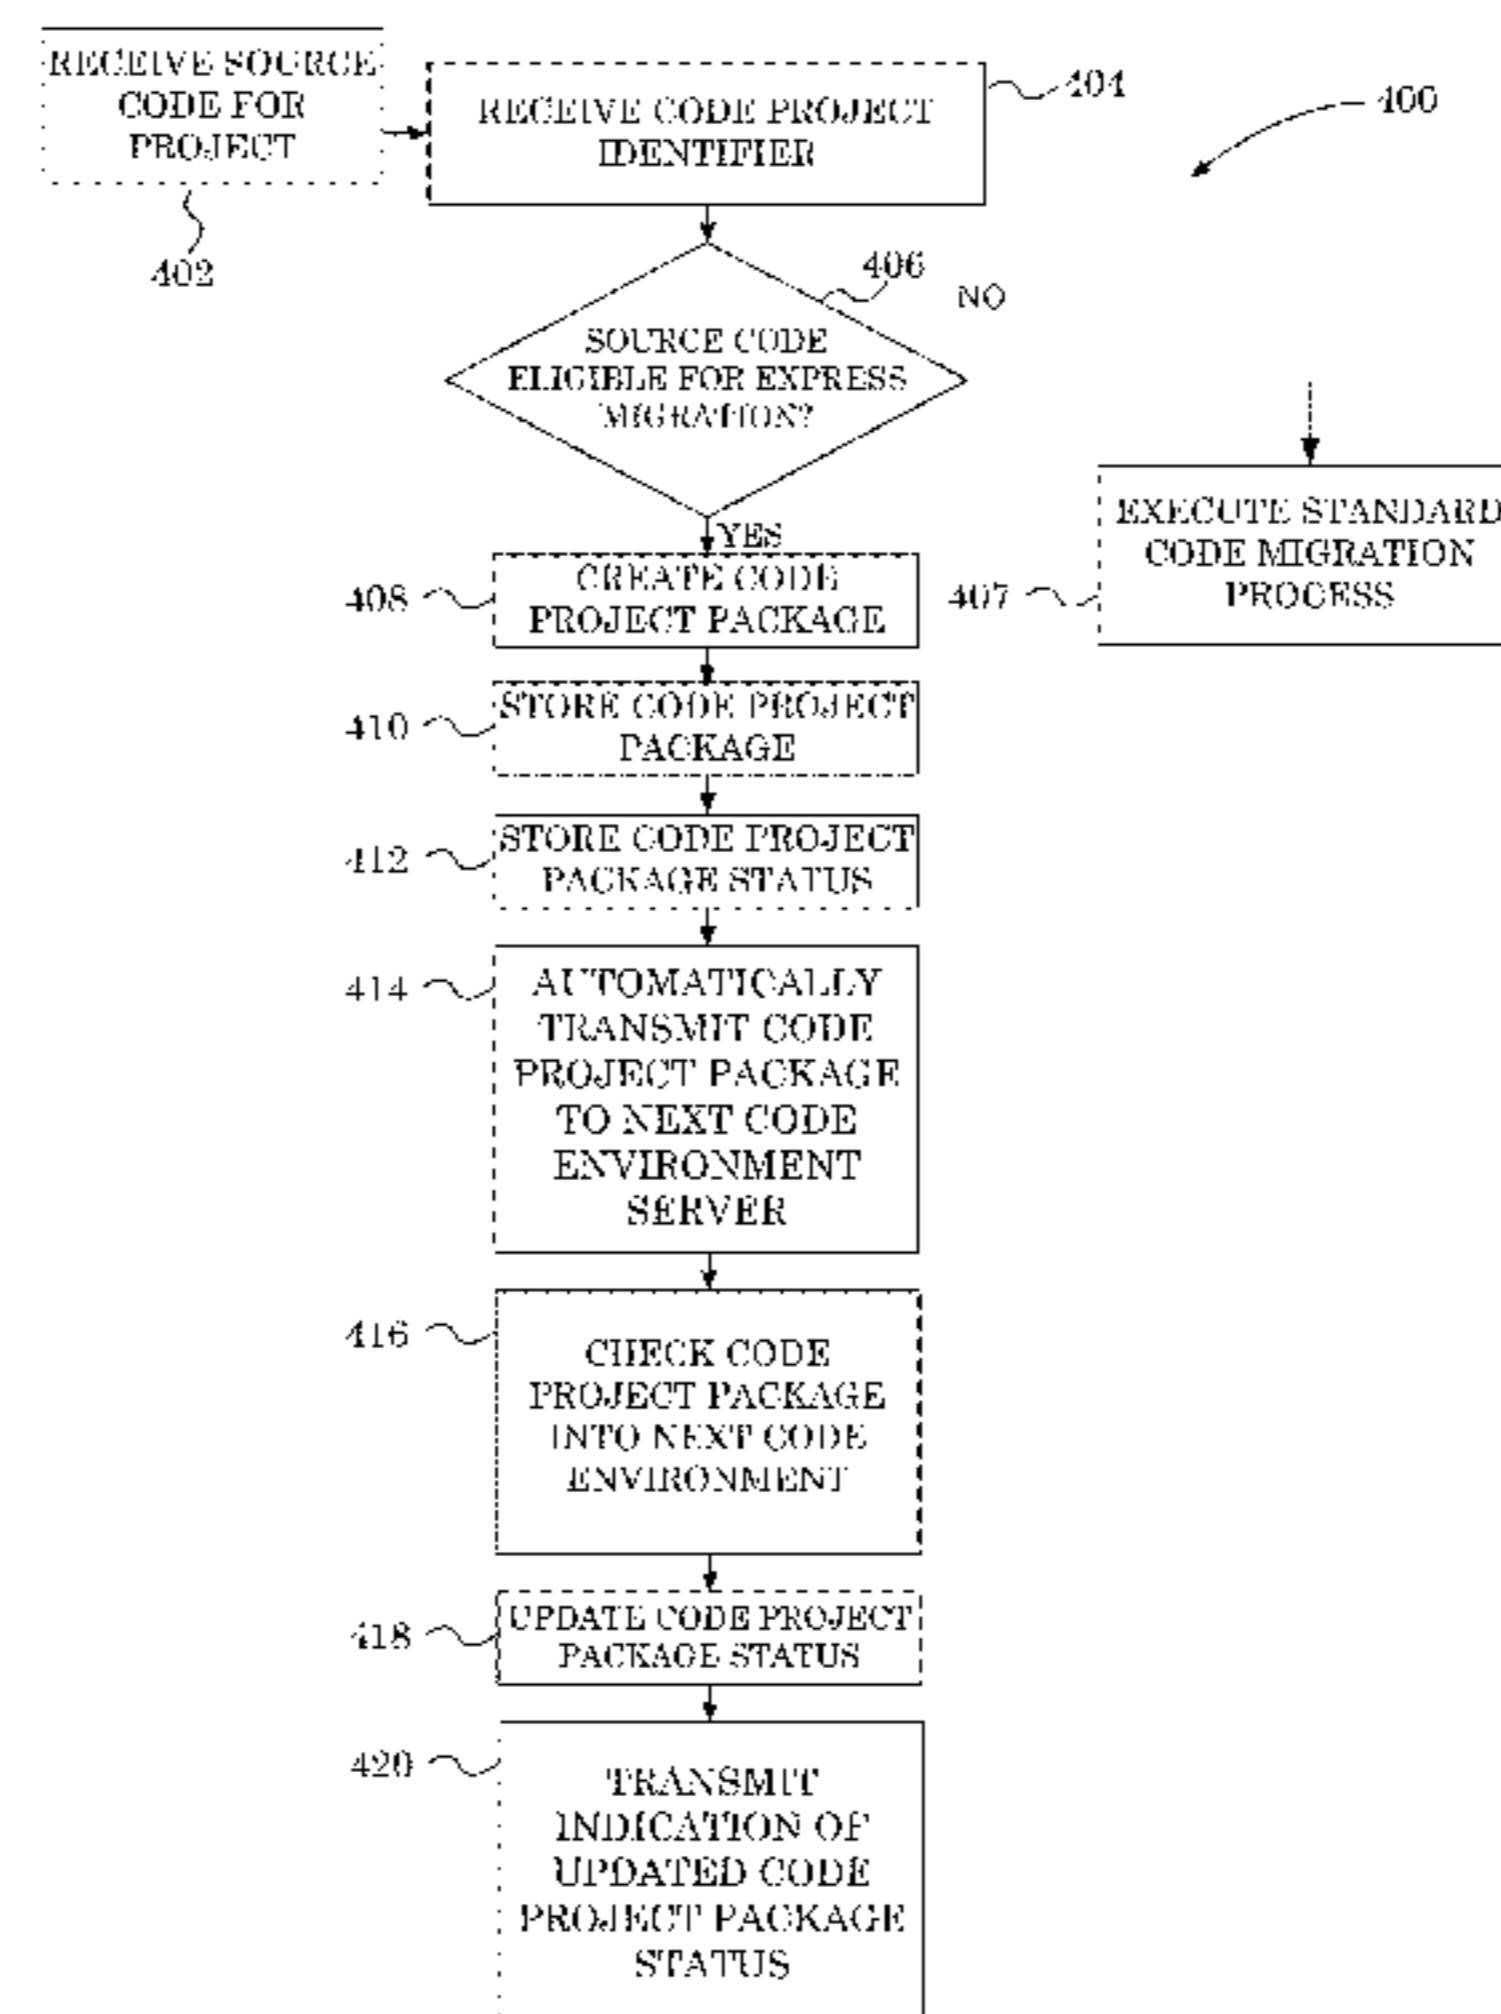 RECEIVE SOURCE
CODE FOR
PROJECT
402
RECEIVE CODE PROJECT
IDENTIFIER
404
400
406
NO
SOURCE CODE
ELIGIBLE FOR EXPRESS
MIGRATION?
YES
EXECUTE STANDARD
CODE MIGRATION
PROCESS
407
408
CREATE CODE
PROJECT PACKAGE
410
STORE CODE PROJECT
PACKAGE
412
STORE CODE PROJECT
PACKAGE STATUS
414
AUTOMATICALLY
TRANSMIT CODE
PROJECT PACKAGE
TO NEXT CODE
ENVIRONMENT
SERVER
416
CHECK CODE
PROJECT PACKAGE
INTO NEXT CODE
ENVIRONMENT
418
UPDATE CODE PROJECT
PACKAGE STATUS
420
TRANSMIT
INDICATION OF
UPDATED CODE
PROJECT PACKAGE
STATUS